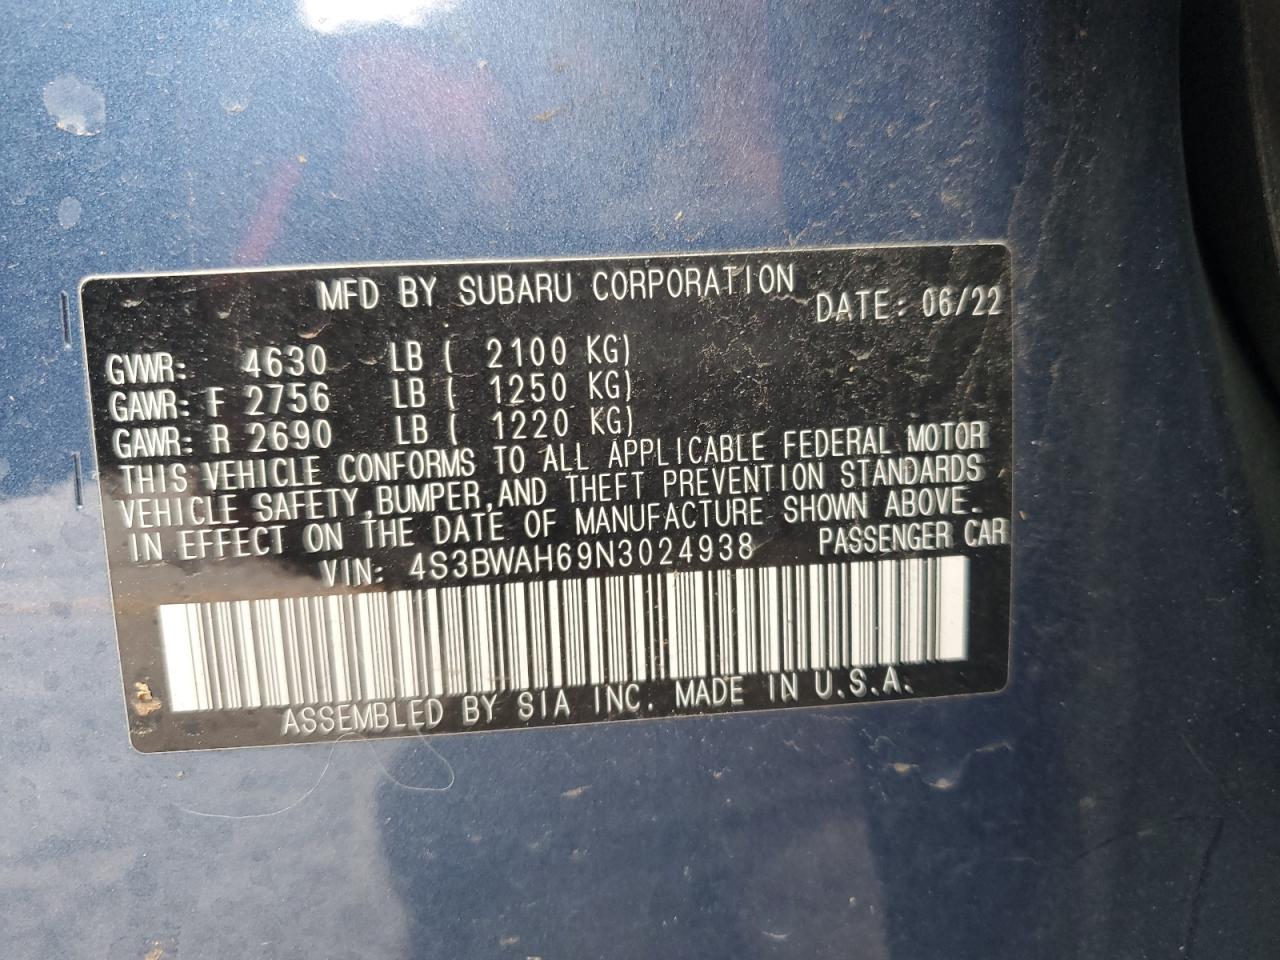 MFD BY SUBARU CORPORATION DATE: 06/22
GVWR: 4630 LB ( 2100 KG)
GAWR: F 2756 LB ( 1250 KG)
GAWR: R 2690 LB ( 1220 KG)
THIS VEHICLE CONFORMS TO ALL APPLICABLE FEDERAL MOTOR
VEHICLE SAFETY, BUMPER, AND THEFT PREVENTION STANDARDS
IN EFFECT ON THE DATE OF MANUFACTURE SHOWN ABOVE.
VIN: 4S3BWAH69N3024938 PASSENGER CAR
ASSEMBLED BY SIA INC. MADE IN U.S.A.